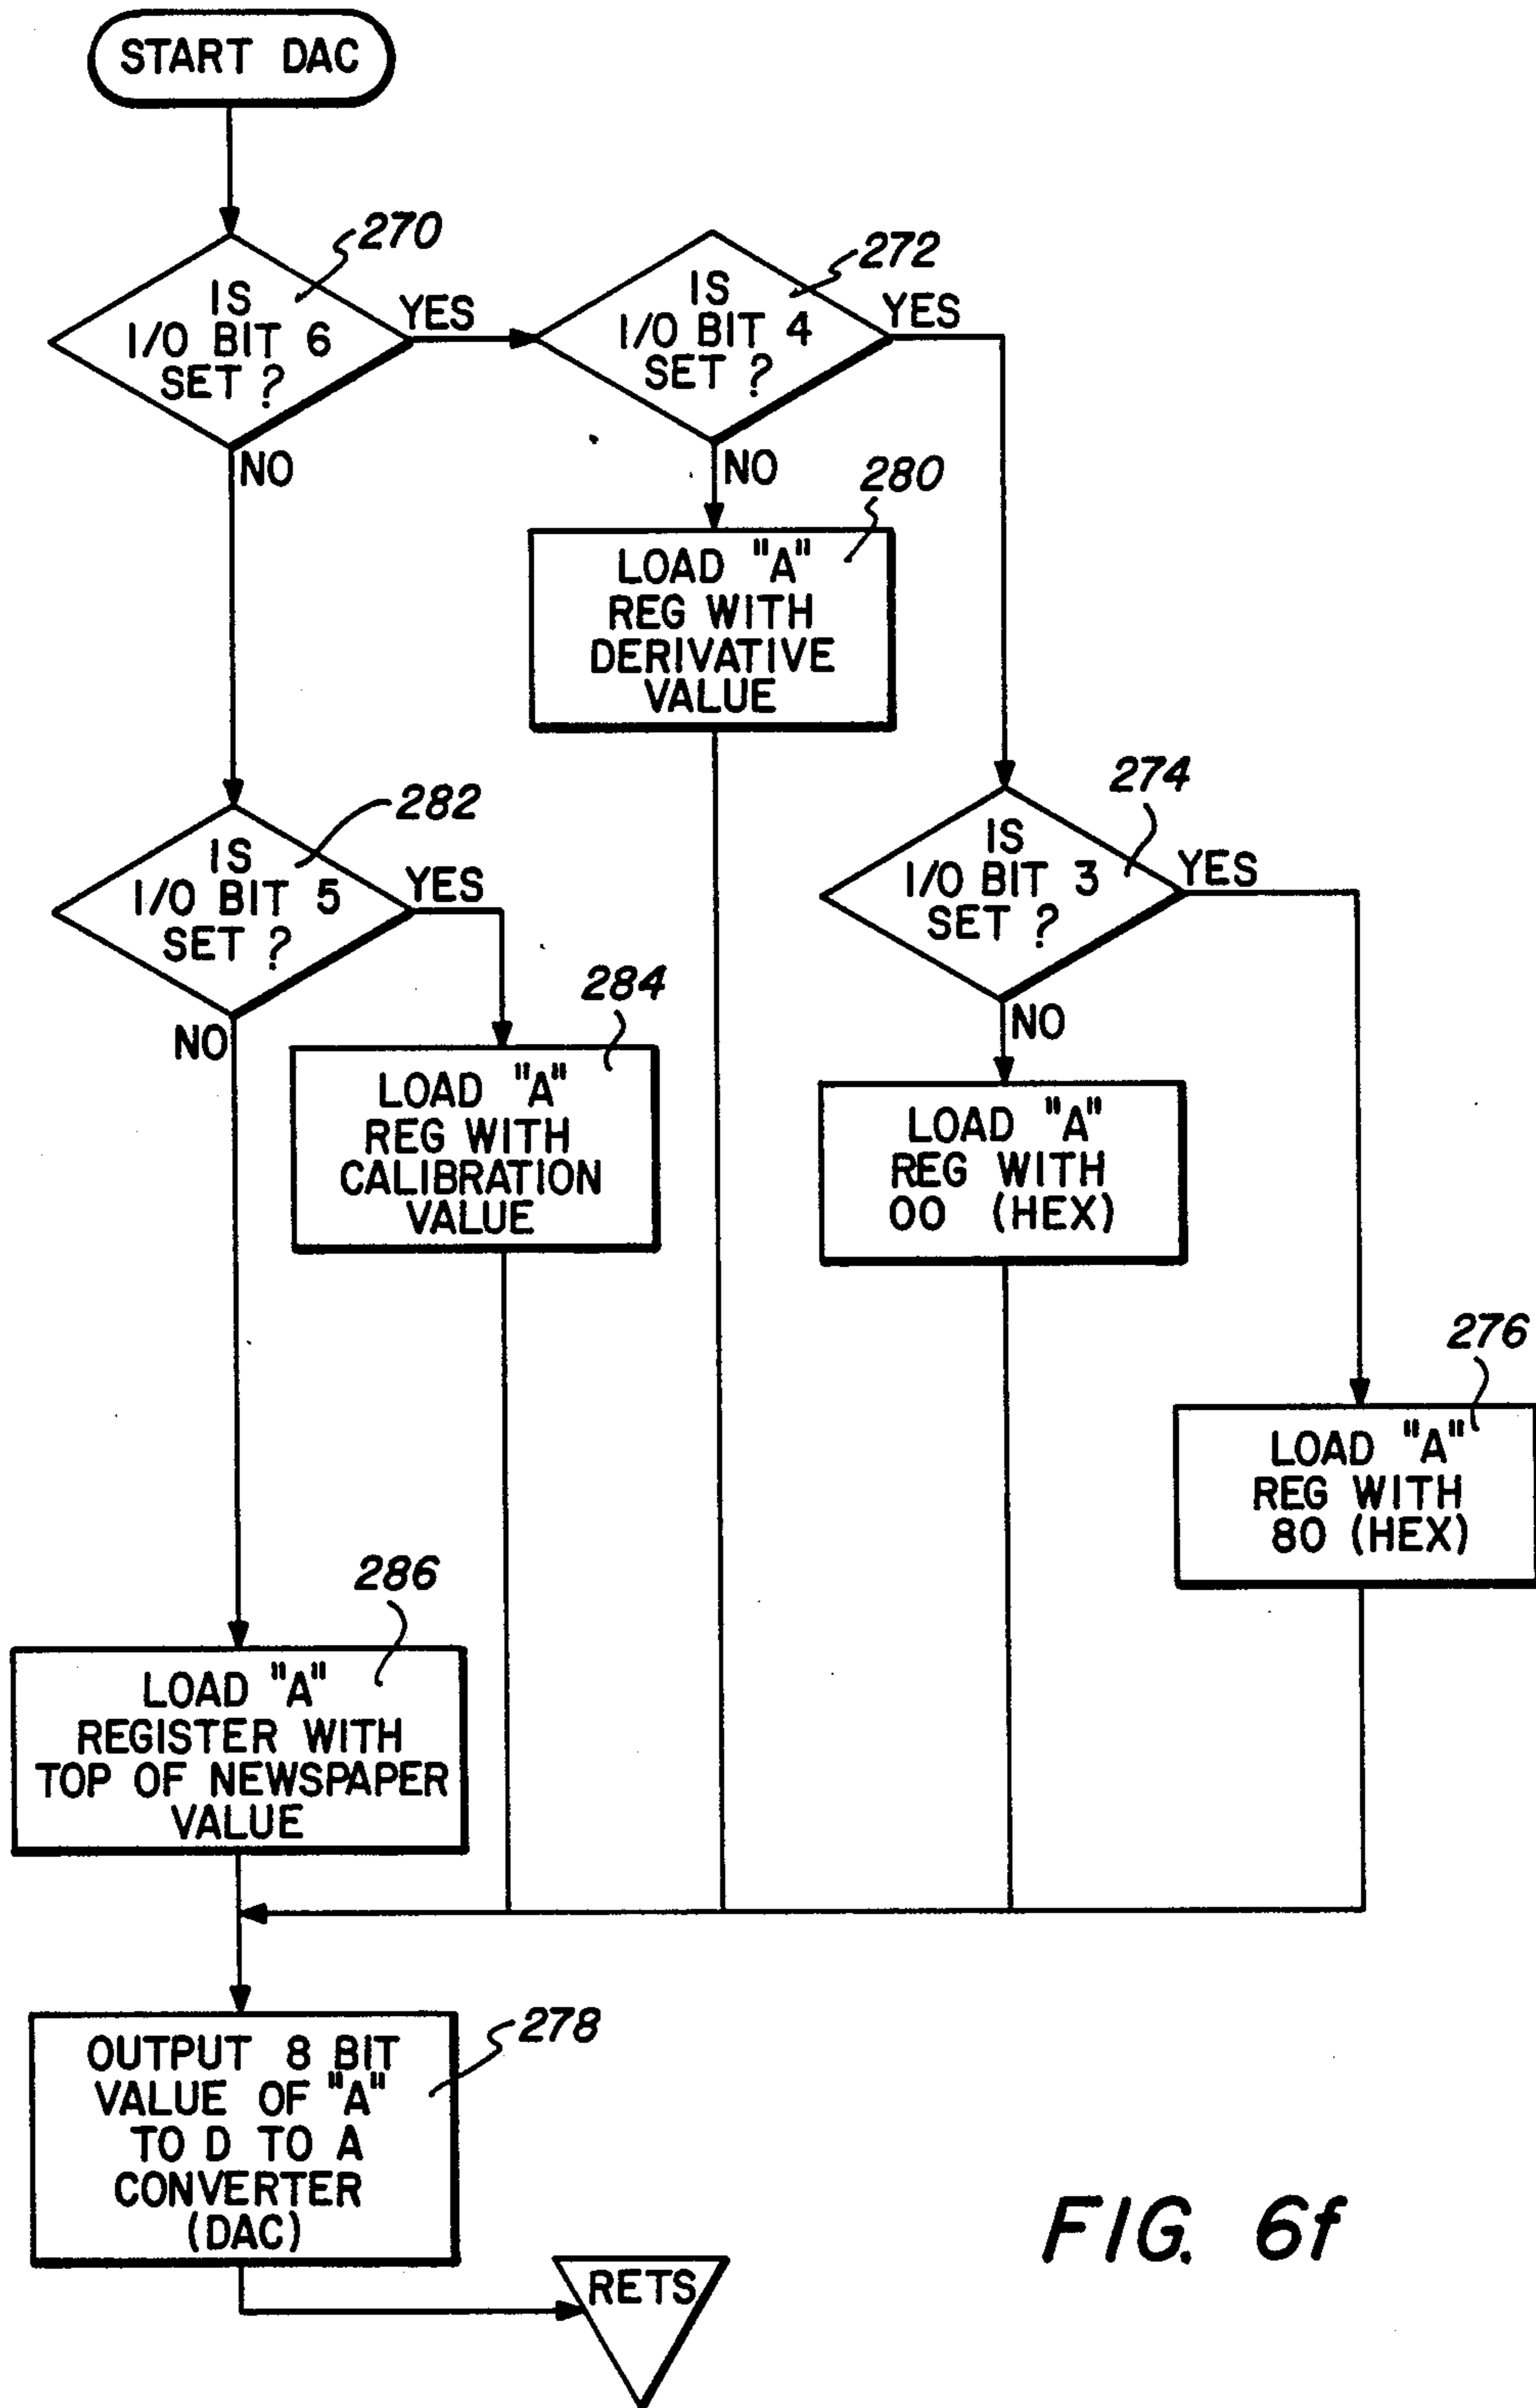 START DAC
270
IS
I/O BIT 6
SET ?
YES
NO
272
IS
I/O BIT 4
SET ?
YES
NO
280
LOAD "A"
REG WITH
DERIVATIVE
VALUE
282
IS
I/O BIT 5
SET ?
YES
NO
274
IS
I/O BIT 3
SET ?
YES
NO
284
LOAD "A"
REG WITH
CALIBRATION
VALUE
LOAD "A"
REG WITH
00 (HEX)
276
LOAD "A"
REG WITH
80 (HEX)
286
LOAD "A"
REGISTER WITH
TOP OF NEWSPAPER
VALUE
278
OUTPUT 8 BIT
VALUE OF "A"
TO D TO A
CONVERTER
(DAC)
RETS
FIG. 6f